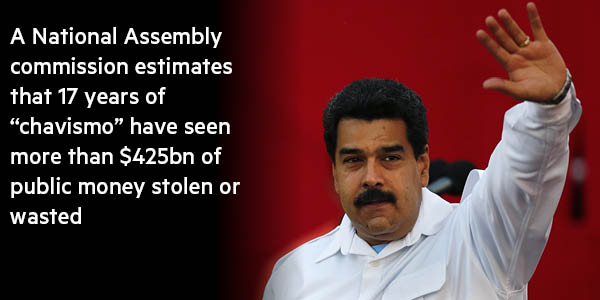 A National Assembly
commission estimates
that 17 years of
“chavismo” have seen
more than $425bn of
public money stolen or
wasted